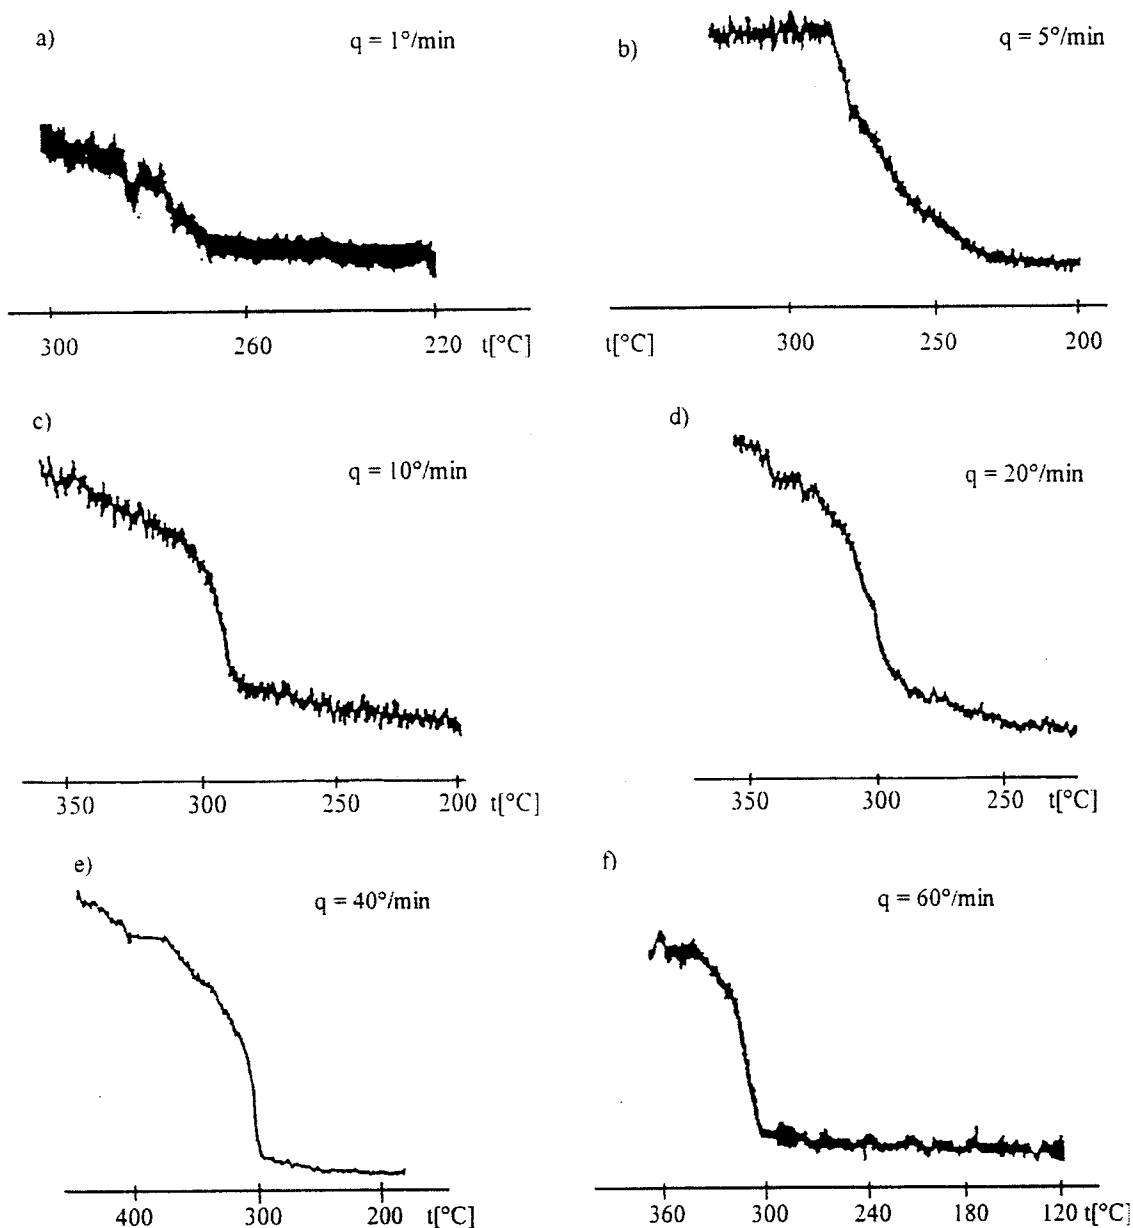 a)
q = 1°/min
300 260 220 t[°C]
b)
q = 5°/min
t[°C] 300 250 200
c)
q = 10°/min
350 300 250 200 t[°C]
d)
q = 20°/min
350 300 250 t[°C]
e)
q = 40°/min
400 300 200 t[°C]
f)
q = 60°/min
360 300 240 180 120 t[°C]